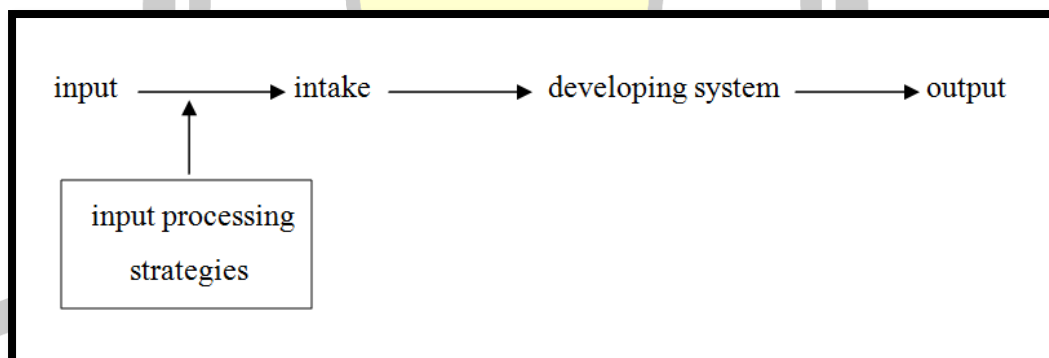 input intake developing system output
input processing
strategies